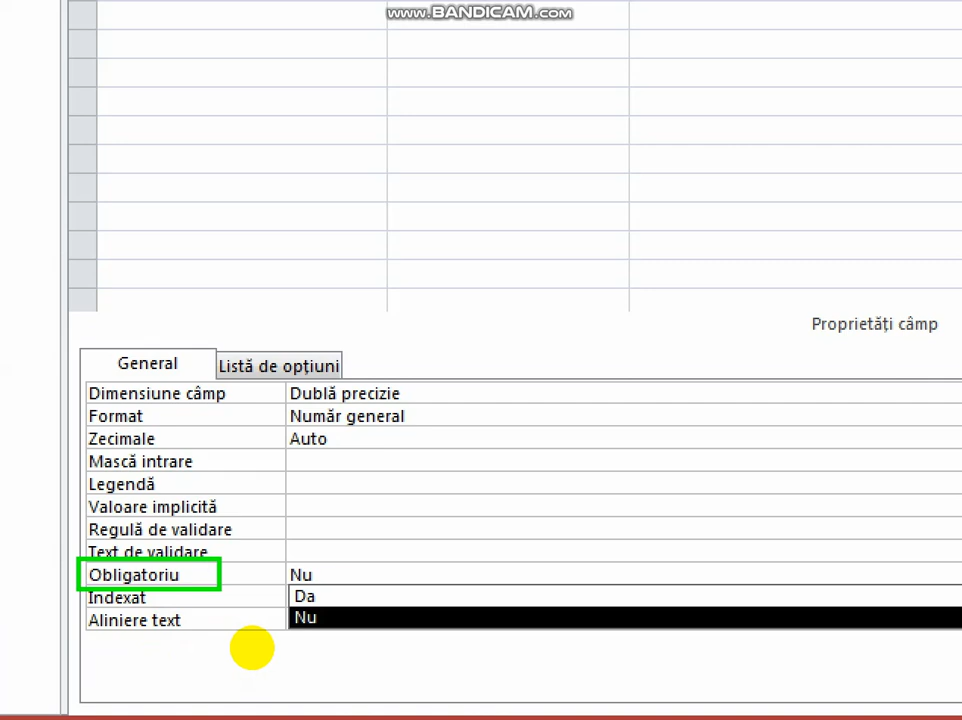 www.BANDICAM.com
Proprietăți câmp
General
Listă de opțiuni
Dimensiune câmp Dublă precizie
Format Număr general
Zecimale Auto
Mască intrare
Legendă
Valoare implicită
Regulă de validare
Text de validare
Obligatoriu Nu
Indexat Da
Aliniere text Nu